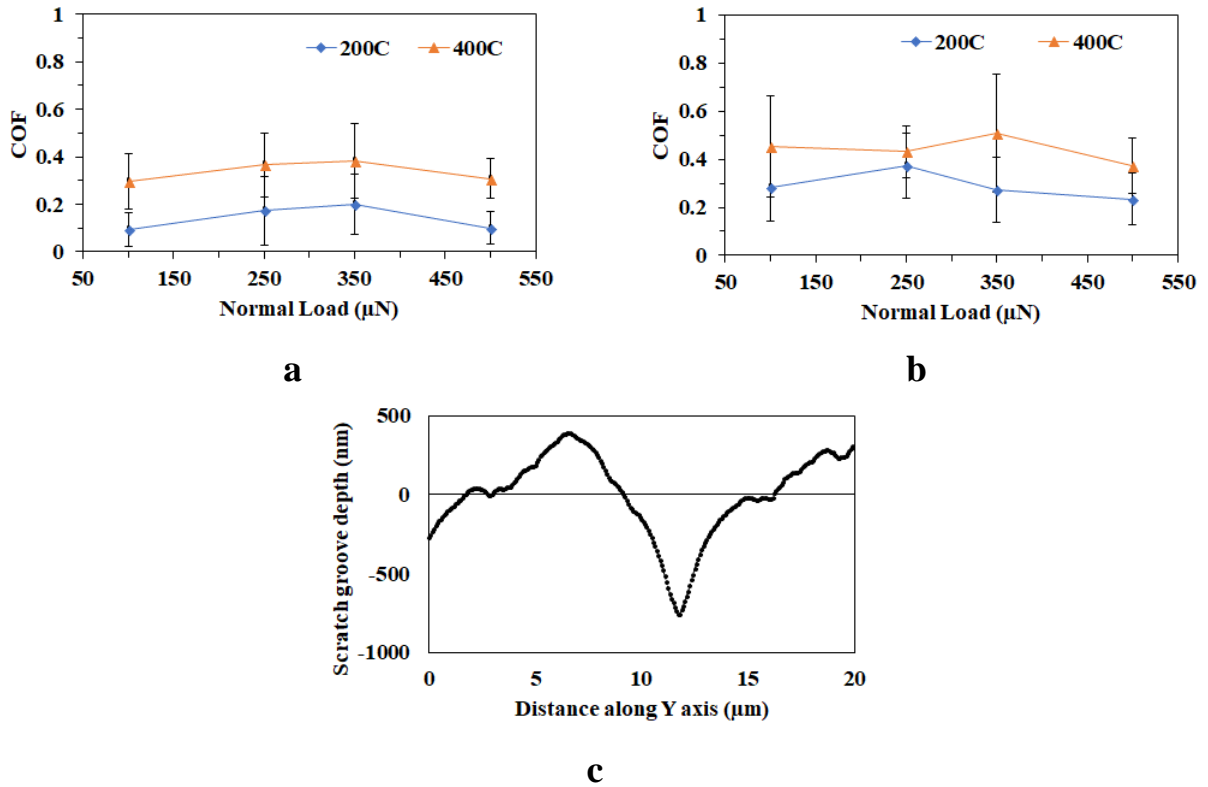 1
0.8
0.6
0.4
0.2
0
COF
200C 400C
50 150 250 350 450 550
Normal Load (μN)
a
1
0.8
0.6
0.4
0.2
0
COF
200C 400C
50 150 250 350 450 550
Normal Load (μN)
b
500
0
-500
-1000
Scratch groove depth (nm)
0 5 10 15 20
Distance along Y axis (μm)
c